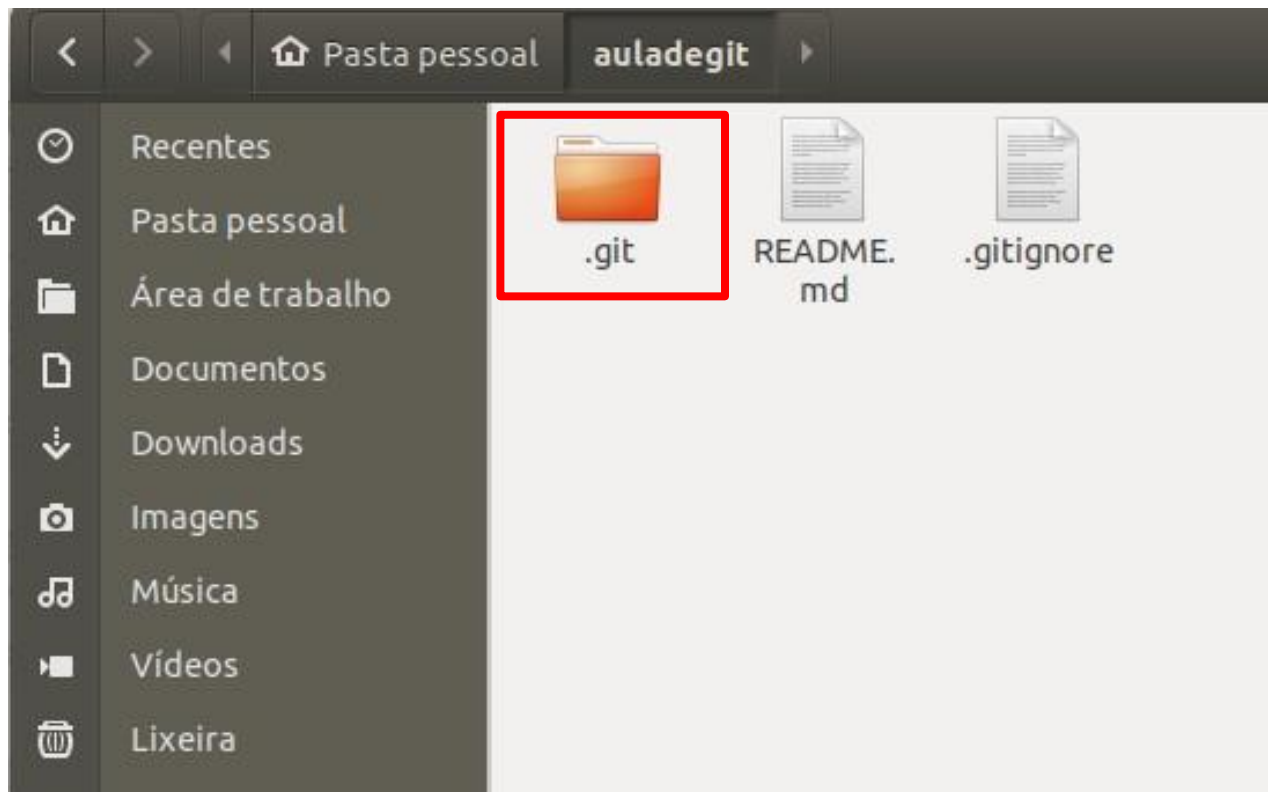 Pasta pessoal auladegit
Recentes
Pasta pessoal
Área de trabalho
Documentos
Downloads
Imagens
Música
Vídeos
Lixeira
.git
README.
md
.gitignore